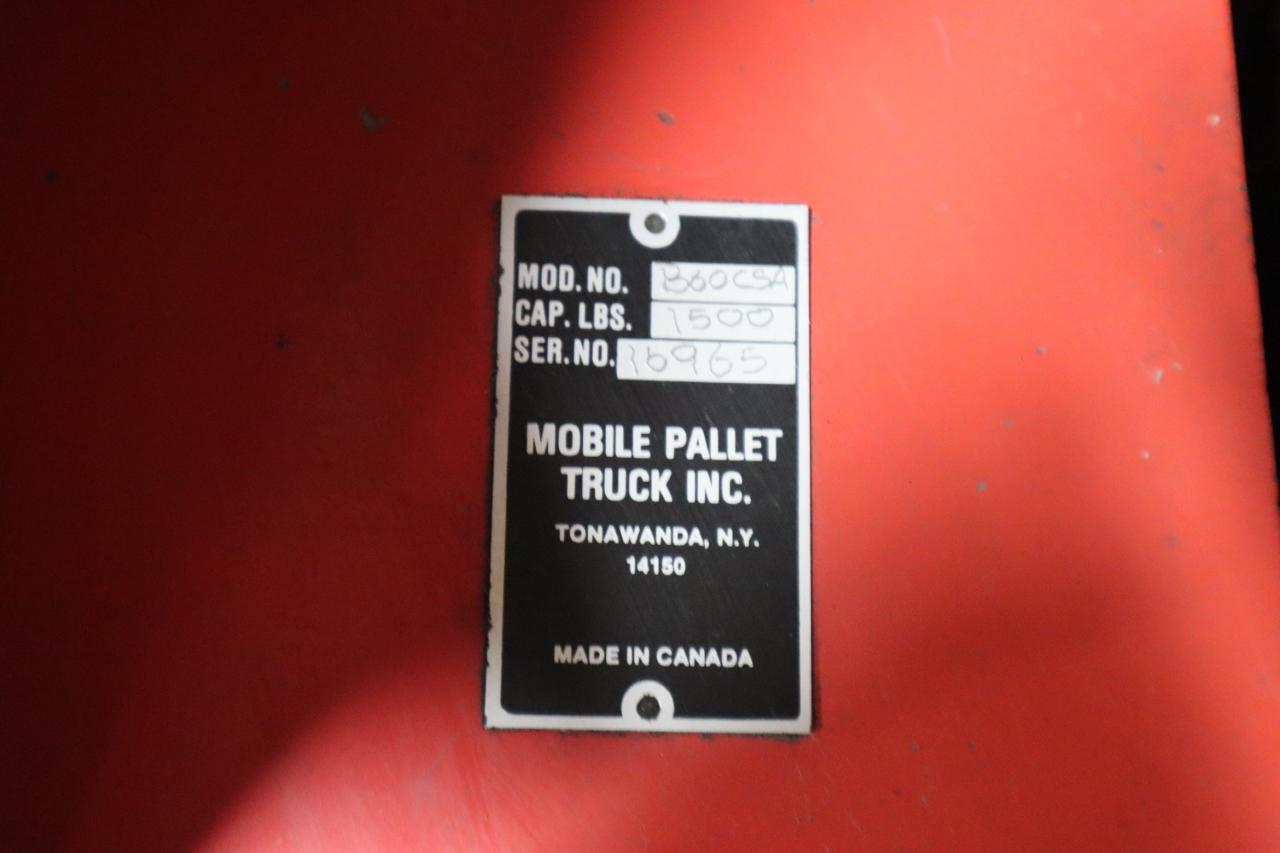 MOD. NO. B60CSA
CAP. LBS. 1500
SER. NO. 16965
MOBILE PALLET
TRUCK INC.
TONAWANDA, N.Y.
14150
MADE IN CANADA